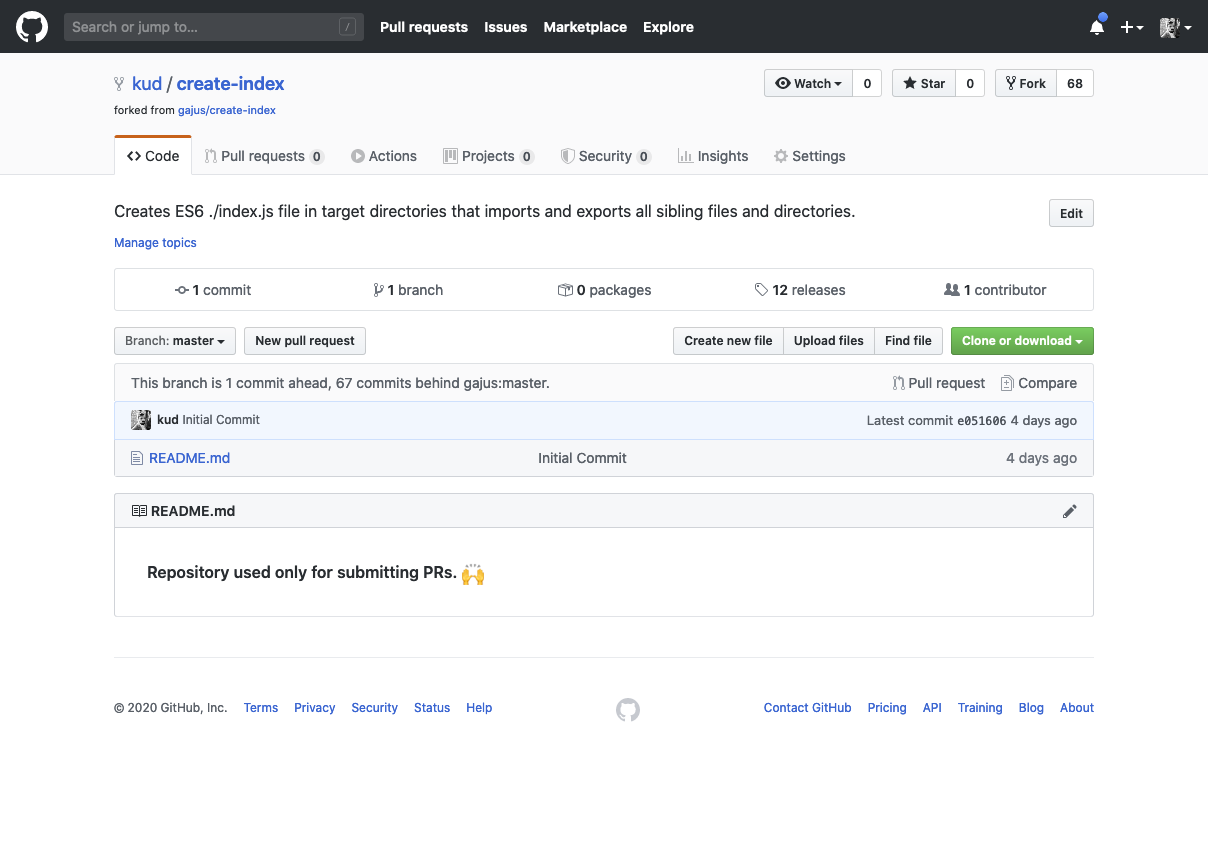 Search or jump to... / Pull requests Issues Marketplace Explore
kud / create-index Watch 0 Star 0 Fork 68
forked from gajus/create-index
Code Pull requests 0 Actions Projects 0 Security 0 Insights Settings
Creates ES6 ./index.js file in target directories that imports and exports all sibling files and directories. Edit
Manage topics
1 commit 1 branch 0 packages 12 releases 1 contributor
Branch: master New pull request Create new file Upload files Find file Clone or download
This branch is 1 commit ahead, 67 commits behind gajus:master. Pull request Compare
kud Initial Commit Latest commit e051606 4 days ago
README.md Initial Commit 4 days ago
README.md
Repository used only for submitting PRs. 🙌
© 2020 GitHub, Inc. Terms Privacy Security Status Help Contact GitHub Pricing API Training Blog About